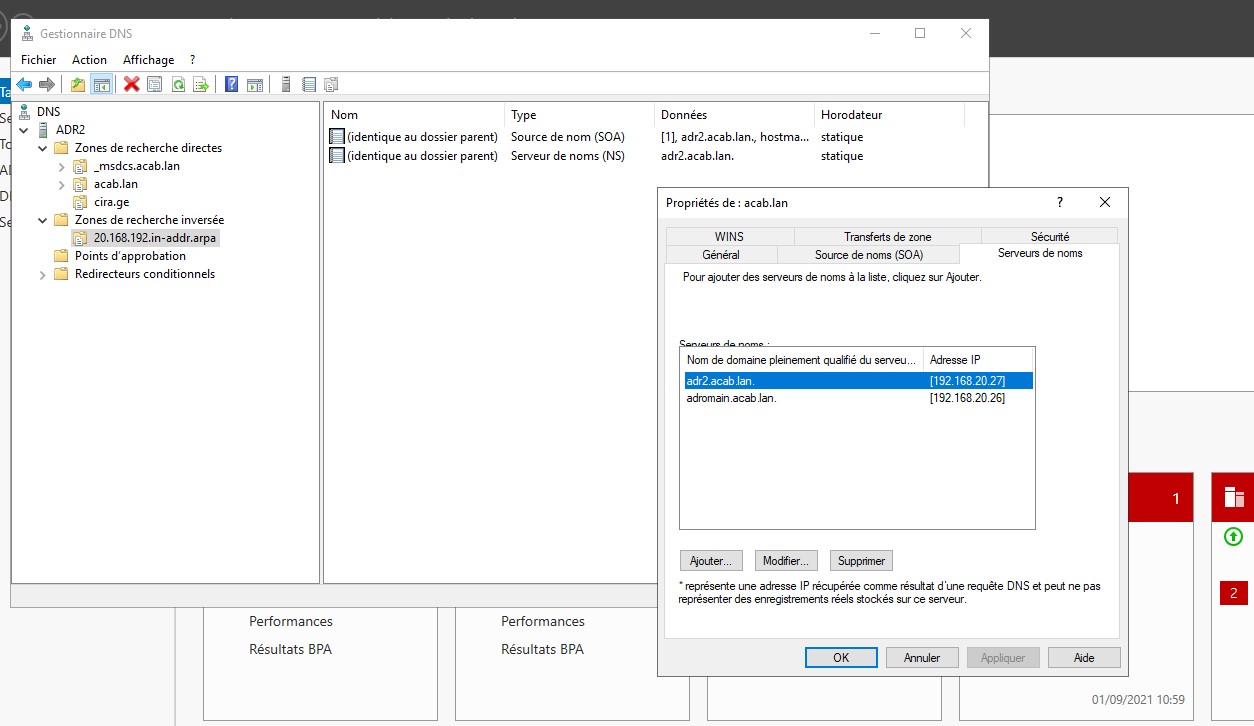 Gestionnaire DNS
Fichier Action Affichage ?
DNS
ADR2
Zones de recherche directes
_msdcs.acab.lan
acab.lan
cira.ge
Zones de recherche inversée
20.168.192.in-addr.arpa
Points d'approbation
Redirecteurs conditionnels
Nom Type Données Horodateur
(identique au dossier parent) Source de nom (SOA) [1], adr2.acab.lan., hostma... statique
(identique au dossier parent) Serveur de noms (NS) adr2.acab.lan. statique
Propriétés de : acab.lan ?
WINS Transferts de zone Sécurité
Général Source de noms (SOA) Serveurs de noms
Pour ajouter des serveurs de noms à la liste, cliquez sur Ajouter.
Serveurs de noms :
Nom de domaine pleinement qualifié du serveu... Adresse IP
adr2.acab.lan. [192.168.20.27]
adromain.acab.lan. [192.168.20.26]
Ajouter... Modifier... Supprimer
* représente une adresse IP récupérée comme résultat d'une requête DNS et peut ne pas
représenter des enregistrements réels stockés sur ce serveur.
OK Annuler Appliquer Aide
1
2
Performances Performances
Résultats BPA Résultats BPA
01/09/2021 10:59